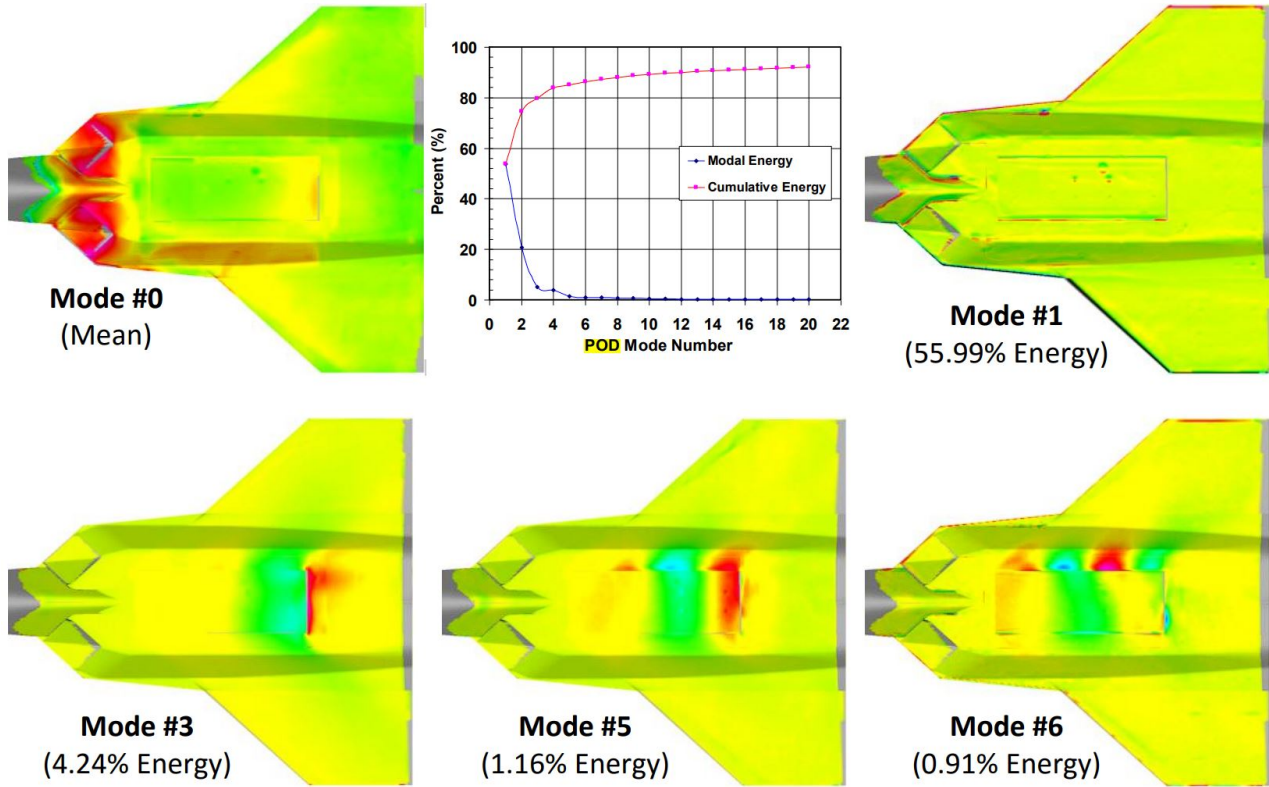 Mode #0
(Mean)
100
80
60
40
20
0
Percent (%)
Modal Energy
Cumulative Energy
0 2 4 6 8 10 12 14 16 18 20 22
POD Mode Number
Mode #1
(55.99% Energy)
Mode #3
(4.24% Energy)
Mode #5
(1.16% Energy)
Mode #6
(0.91% Energy)